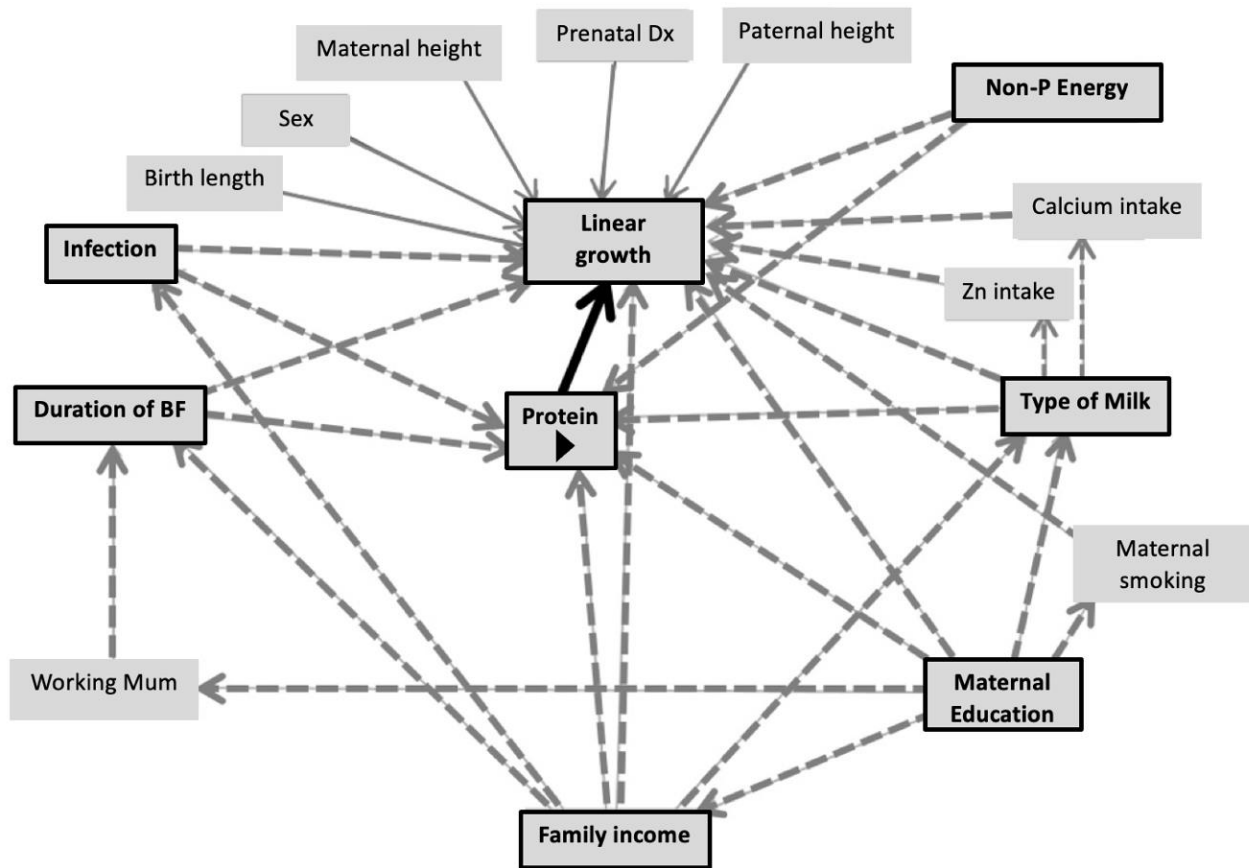 Maternal height
Prenatal Dx
Paternal height
Non-P Energy
Sex
Birth length
Calcium intake
Infection
Linear
growth
Zn intake
Duration of BF
Protein
Type of Milk
Maternal
smoking
Working Mum
Maternal
Education
Family income